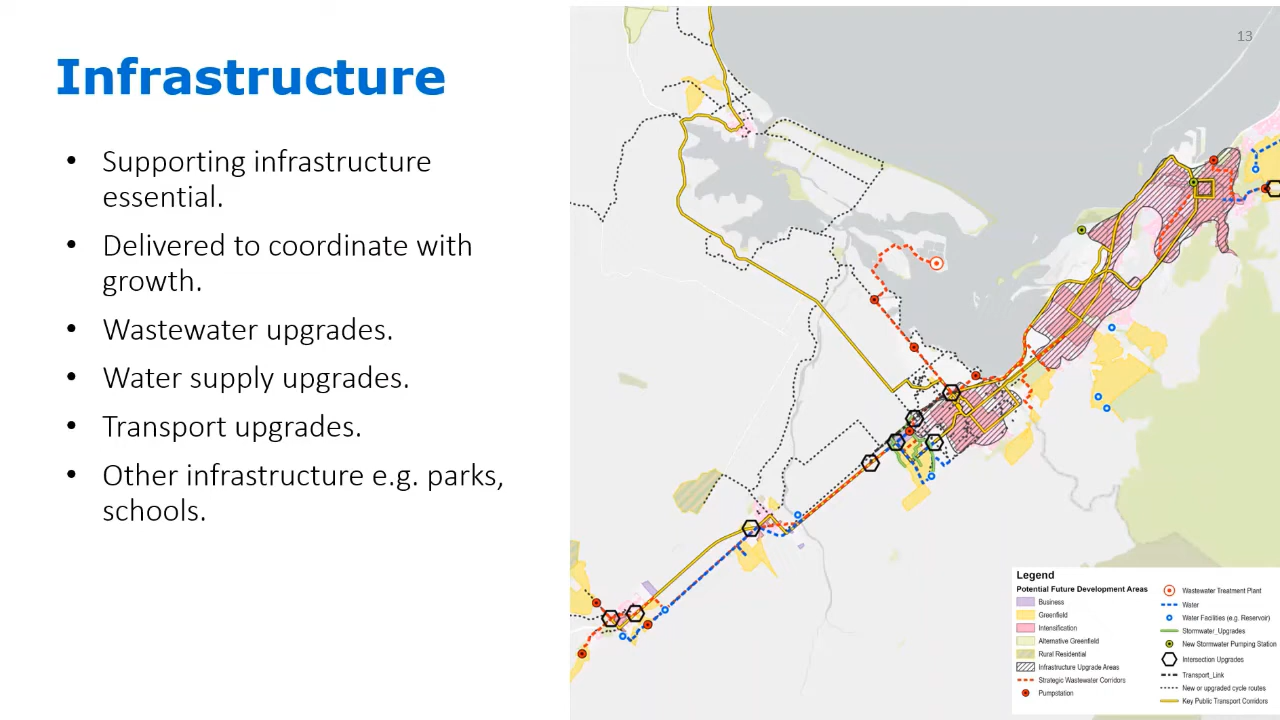 13
Infrastructure
• Supporting infrastructure
essential.
• Delivered to coordinate with
growth.
• Wastewater upgrades.
• Water supply upgrades.
• Transport upgrades.
• Other infrastructure e.g. parks,
schools.
Legend
Potential Future Development Areas
Business
Greenfield
Intensification
Alternative Greenfield
Rural Residential
Infrastructure Upgrade Areas
Strategic Wastewater Corridors
Pumpstation
Wastewater Treatment Plant
Water
Water Facilities (e.g. Reservoir)
Stormwater_Upgrades
New Stormwater Pumping Station
Intersection Upgrades
Transport_Link
New or upgraded cycle routes
Key Public Transport Corridors